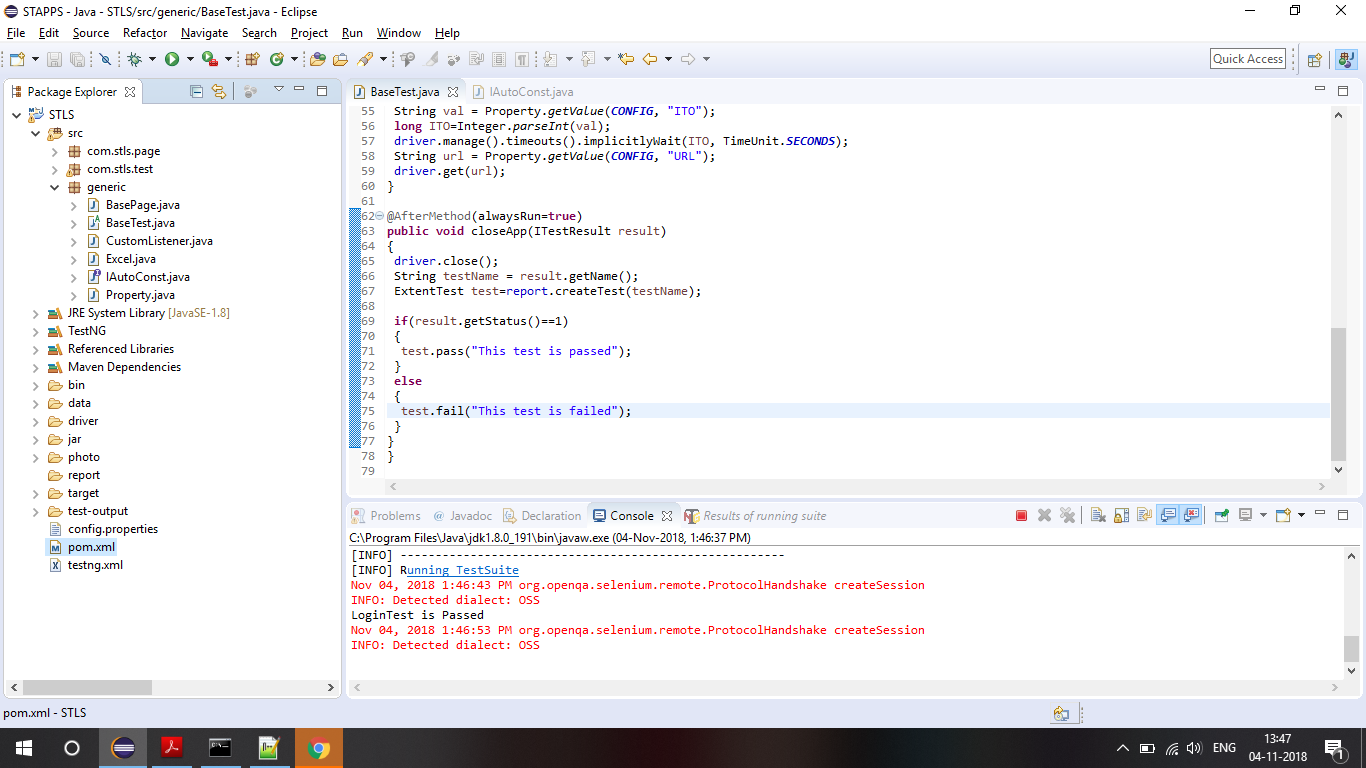 STAPPS - Java - STLS/src/generic/BaseTest.java - Eclipse
File Edit Source Refactor Navigate Search Project Run Window Help
Quick Access
Package Explorer
STLS
src
com.stls.page
com.stls.test
generic
BasePage.java
BaseTest.java
CustomListener.java
Excel.java
IAutoConst.java
Property.java
JRE System Library [JavaSE-1.8]
TestNG
Referenced Libraries
Maven Dependencies
bin
data
driver
jar
photo
report
target
test-output
config.properties
pom.xml
testng.xml
BaseTest.java IAutoConst.java
55 String val = Property.getValue(CONFIG, "ITO");
56 long ITO=Integer.parseInt(val);
57 driver.manage().timeouts().implicitlyWait(ITO, TimeUnit.SECONDS);
58 String url = Property.getValue(CONFIG, "URL");
59 driver.get(url);
60 }
61
62 @AfterMethod(alwaysRun=true)
63 public void closeApp(ITestResult result)
64 {
65 driver.close();
66 String testName = result.getName();
67 ExtentTest test=report.createTest(testName);
68
69 if(result.getStatus()==1)
70 {
71 test.pass("This test is passed");
72 }
73 else
74 {
75 test.fail("This test is failed");
76 }
77 }
78 }
79
Problems @ Javadoc Declaration Console Results of running suite
C:\Program Files\Java\jdk1.8.0_191\bin\javaw.exe (04-Nov-2018, 1:46:37 PM)
[INFO] -------------------------------------------------------
[INFO] Running TestSuite
Nov 04, 2018 1:46:43 PM org.openqa.selenium.remote.ProtocolHandshake createSession
INFO: Detected dialect: OSS
LoginTest is Passed
Nov 04, 2018 1:46:53 PM org.openqa.selenium.remote.ProtocolHandshake createSession
INFO: Detected dialect: OSS
pom.xml - STLS
ENG
13:47
04-11-2018
1